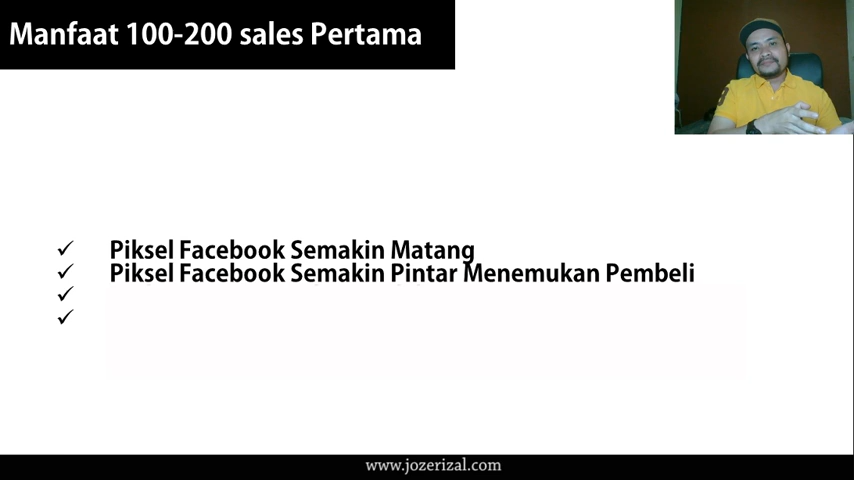 Manfaat 100-200 sales Pertama
Piksel Facebook Semakin Matang
Piksel Facebook Semakin Pintar Menemukan Pembeli
www.jozerizal.com